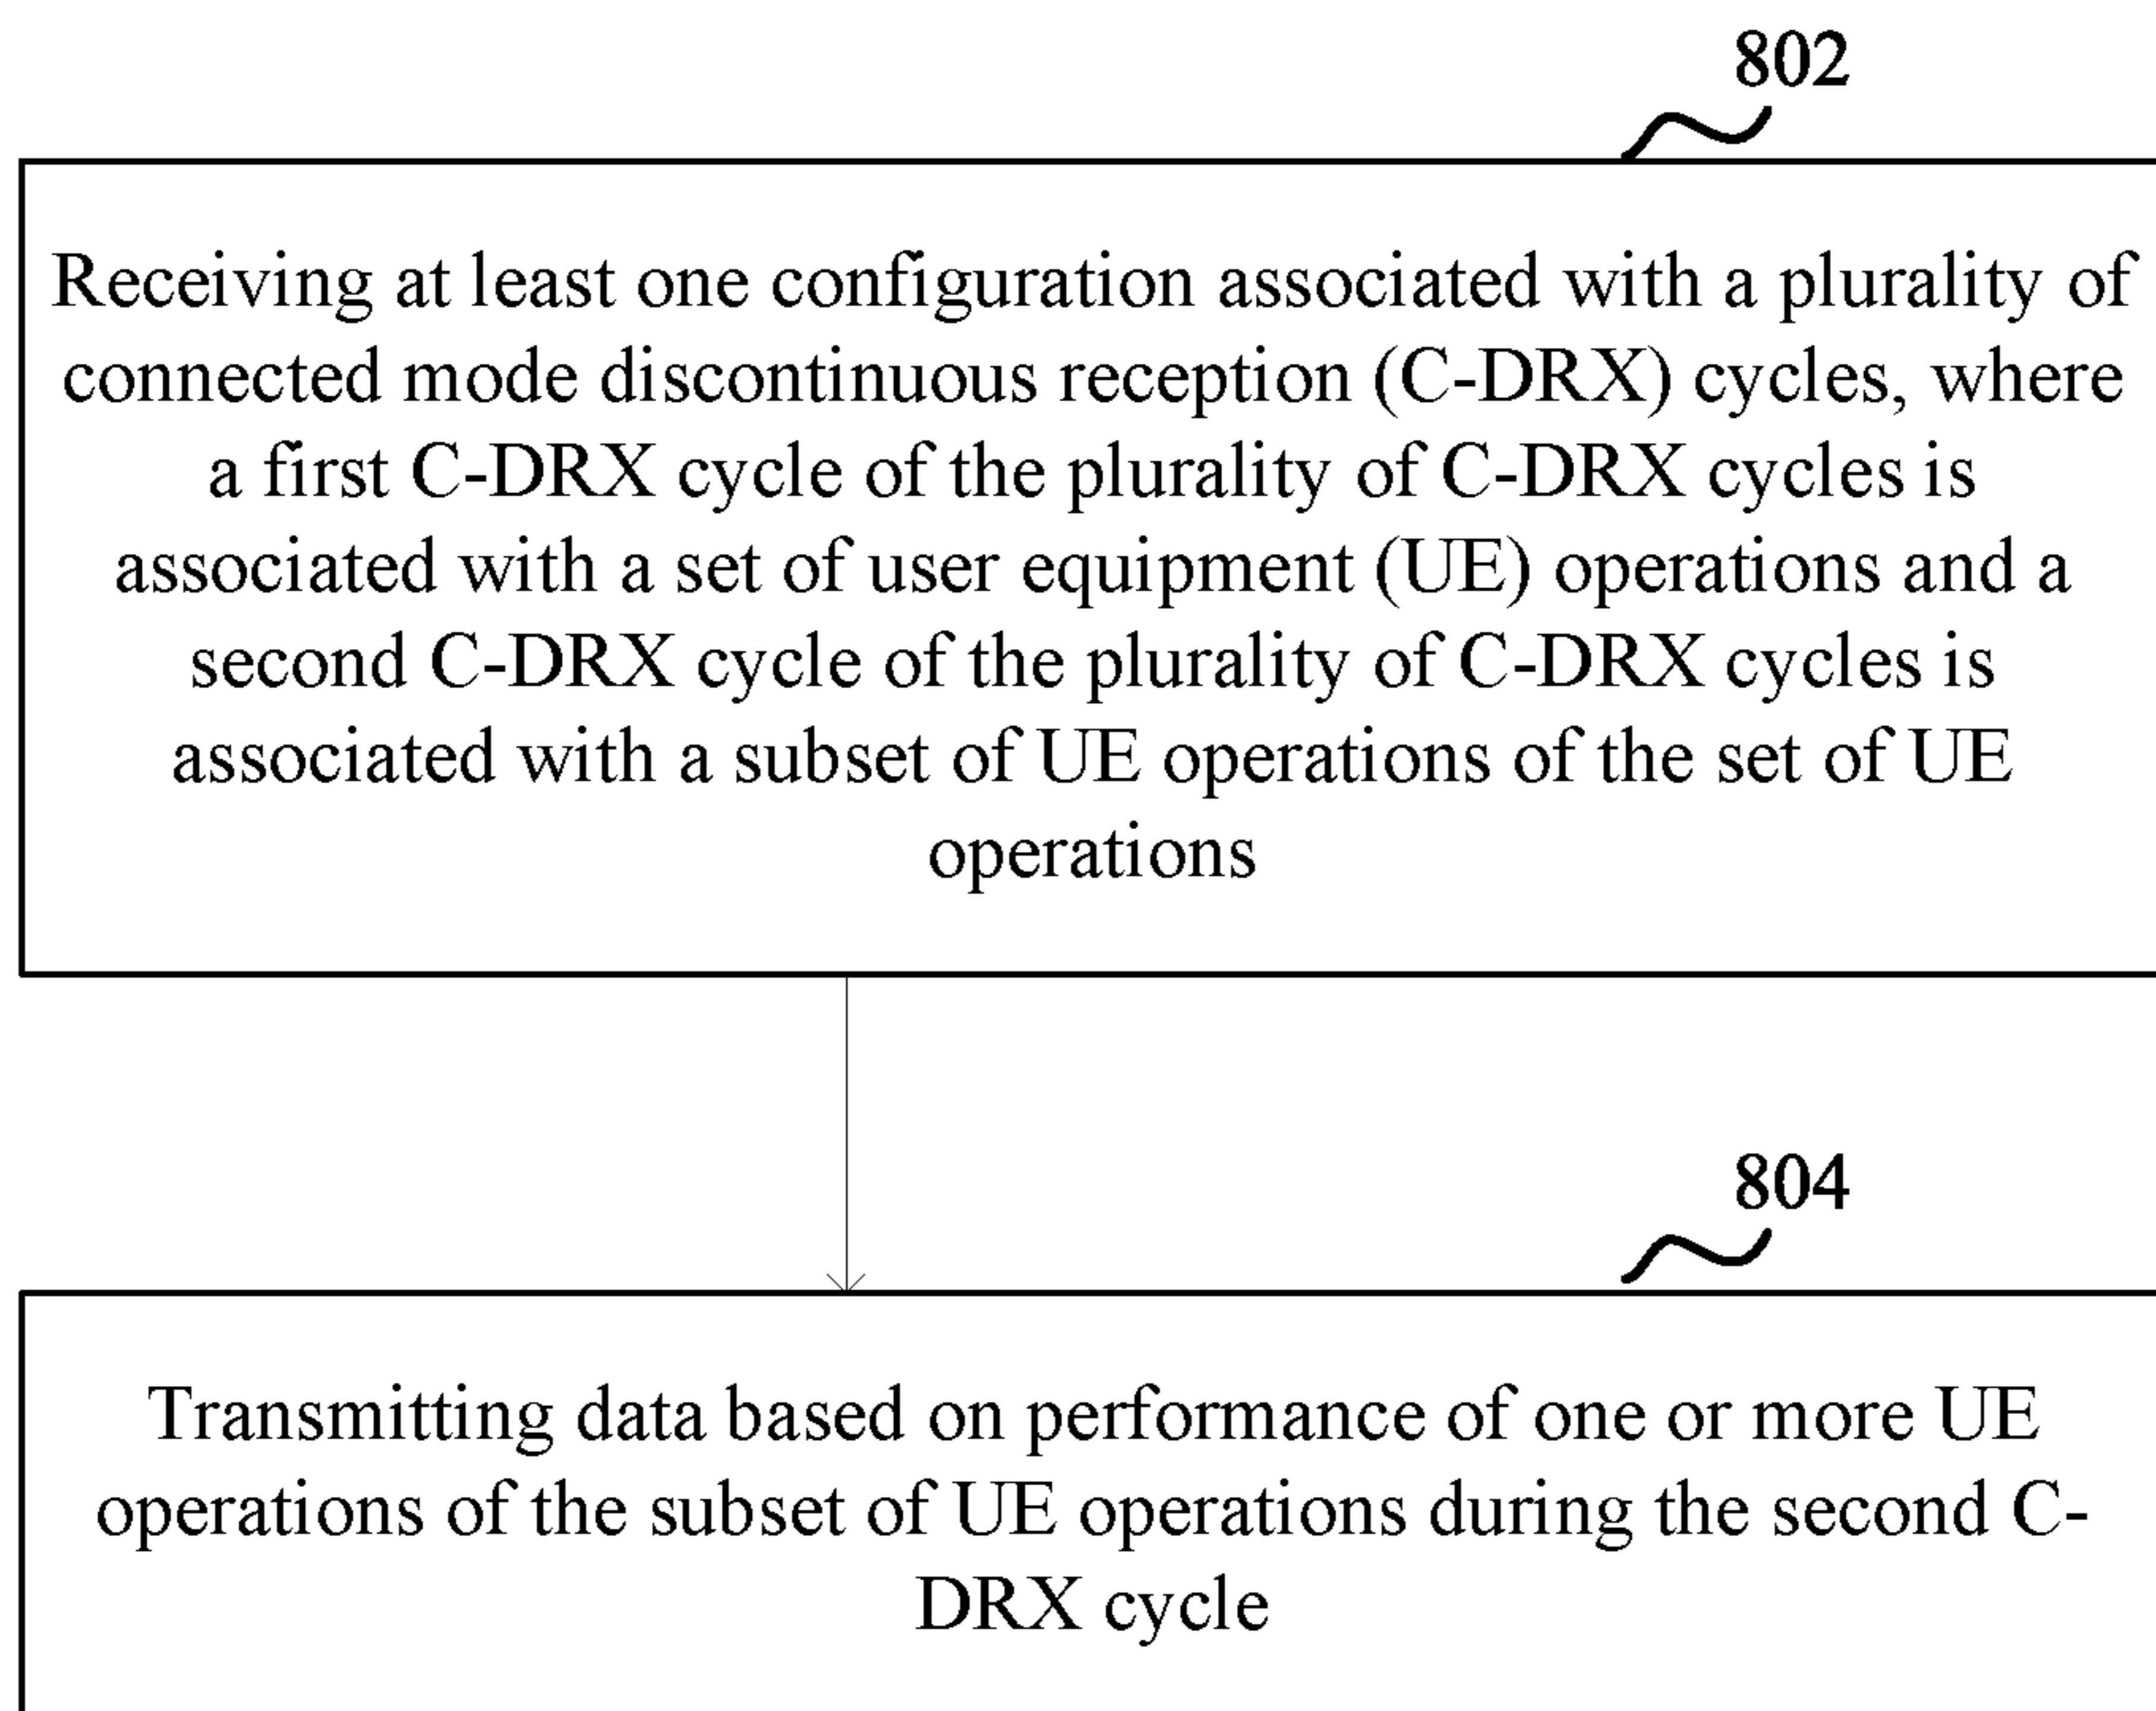 802
Receiving at least one configuration associated with a plurality of
connected mode discontinuous reception (C-DRX) cycles, where
a first C-DRX cycle of the plurality of C-DRX cycles is
associated with a set of user equipment (UE) operations and a
second C-DRX cycle of the plurality of C-DRX cycles is
associated with a subset of UE operations of the set of UE
operations
804
Transmitting data based on performance of one or more UE
operations of the subset of UE operations during the second C-
DRX cycle